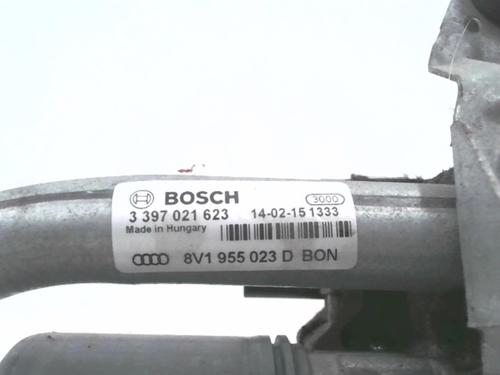 BOSCH 3000
3 397 021 623 14-02-15 1333
Made in Hungary
8V1 955 023 D BON